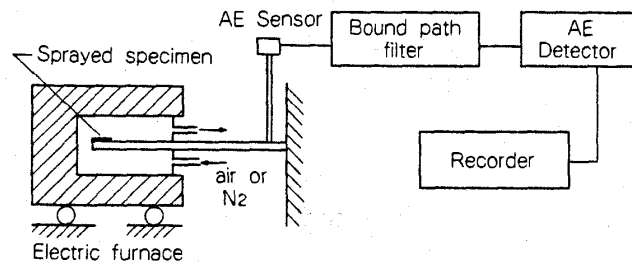 AE Sensor
Sprayed specimen
Bound path
filter
AE
Detector
Recorder
air or
N2
Electric furnace